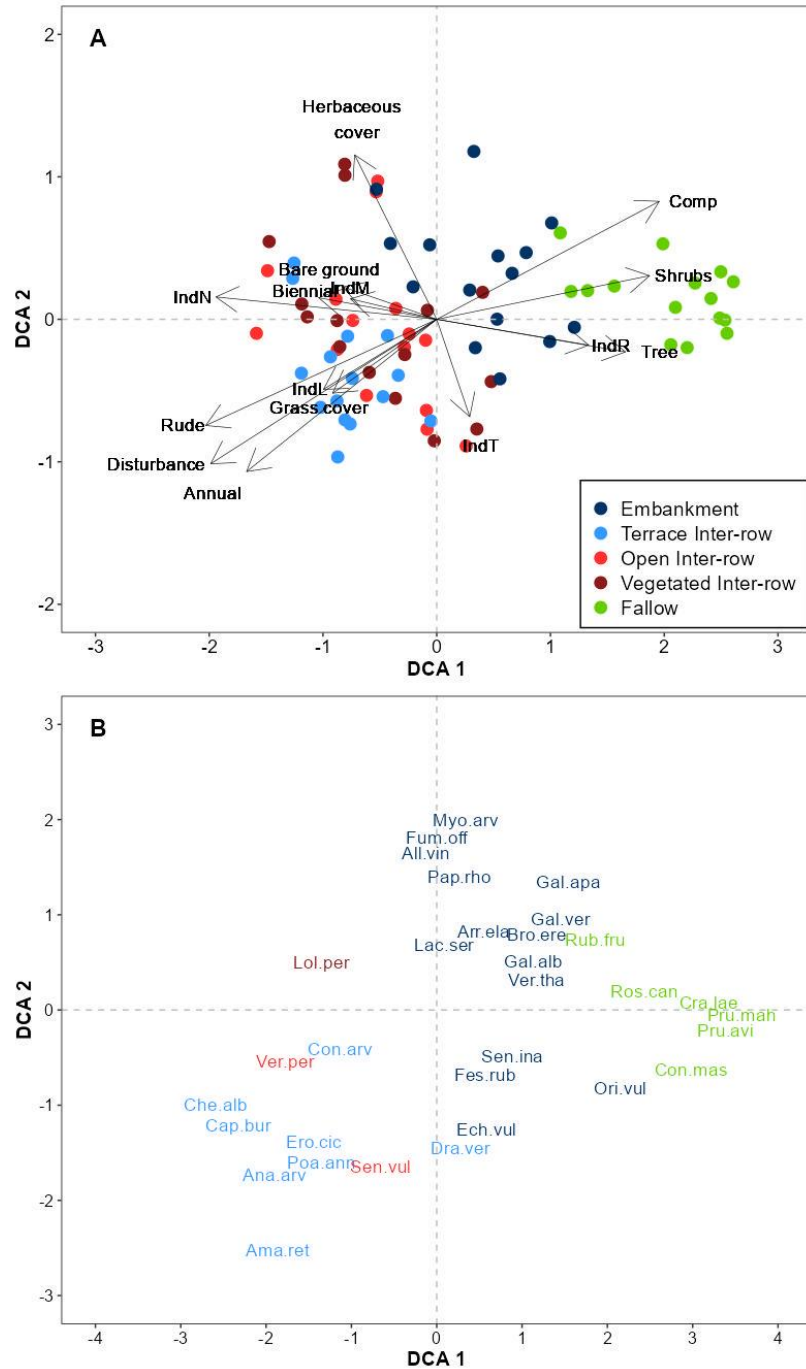 A
2
1
0
-1
-2
DCA 2
Herbaceous
cover
Comp
Shrubs
Bare ground
Biennial
IndM
IndN
IndR
Tree
IndL
Grass cover
Rude
IndT
Disturbance
Annual
Embankment
Terrace Inter-row
Open Inter-row
Vegetated Inter-row
Fallow
-3 -2 -1 0 1 2 3
DCA 1
B
3
2
1
0
-1
-2
-3
DCA 2
Myo.arv
Fum.off
All.vin
Pap.rho
Gal.apa
Gal.ver
Arr.ela
Bro.ere
Rub.fru
Lac.ser
Lol.per
Gal.alb
Ver.tha
Ros.can
Cra.lae
Pru.mah
Pru.avi
Con.arv
Ver.per
Sen.ina
Fes.rub
Con.mas
Ori.vul
Che.alb
Cap.bur
Ech.vul
Ero.cic
Dra.ver
Poa.ann
Sen.vul
Ana.arv
Ama.ret
-4 -3 -2 -1 0 1 2 3 4
DCA 1